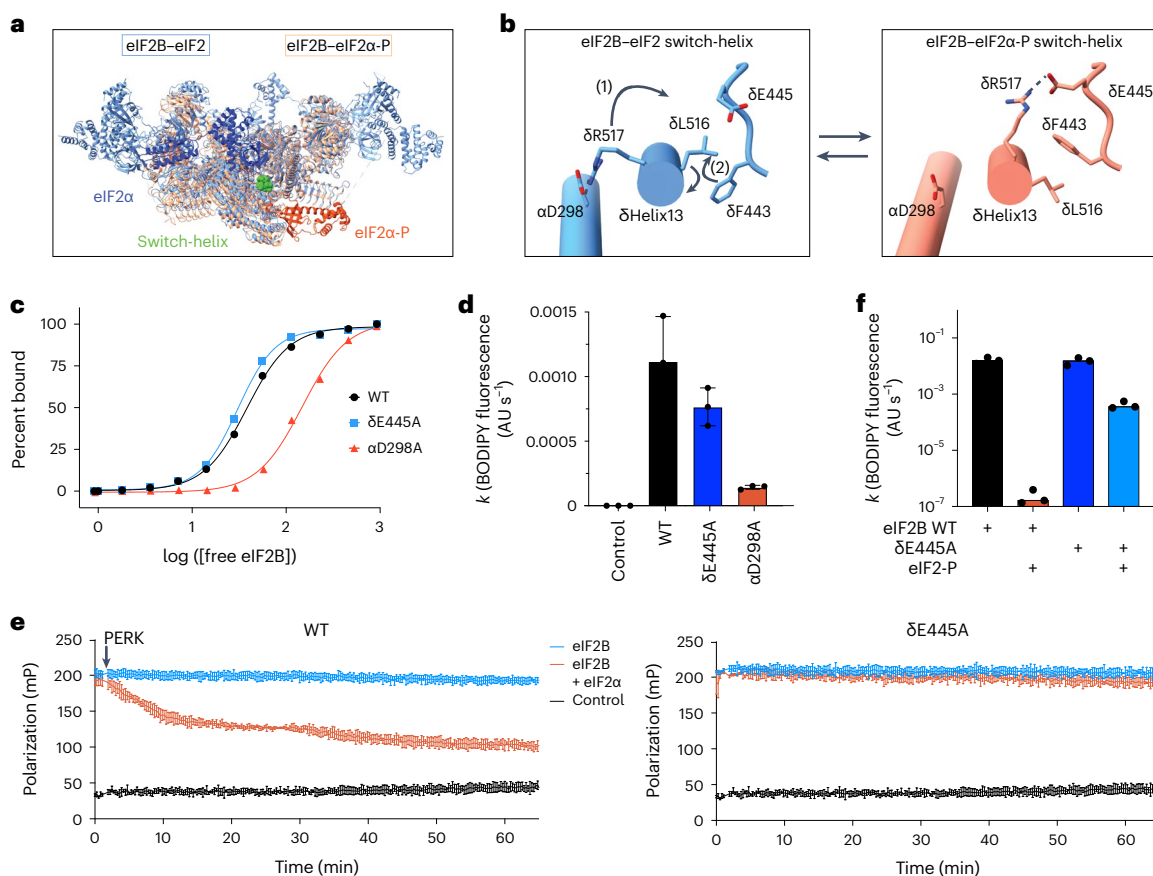 a
eIF2B–eIF2
eIF2B–eIF2α-P
eIF2α
Switch-helix
eIF2α-P
b
eIF2B–eIF2 switch-helix
(1)
δE445
δR517
δL516
(2)
αD298
δHelix13
δF443
eIF2B–eIF2α-P switch-helix
δR517
δE445
δF443
αD298
δHelix13
δL516
c
Percent bound
100
75
50
25
0
WT
δE445A
αD298A
0 1 2 3
log ([free eIF2B])
d
k (BODIPY fluorescence
(AU s⁻¹)
0.0015
0.0010
0.0005
0
Control
WT
δE445A
αD298A
f
k (BODIPY fluorescence
(AU s⁻¹)
10⁻¹
10⁻³
10⁻⁵
10⁻⁷
eIF2B WT + +
δE445A + +
eIF2-P + +
e
WT
PERK
Polarization (mP)
250
200
150
100
50
0
0 10 20 30 40 50 60
Time (min)
eIF2B
eIF2B
+ eIF2α
Control
δE445A
Polarization (mP)
250
200
150
100
50
0
0 10 20 30 40 50 60
Time (min)